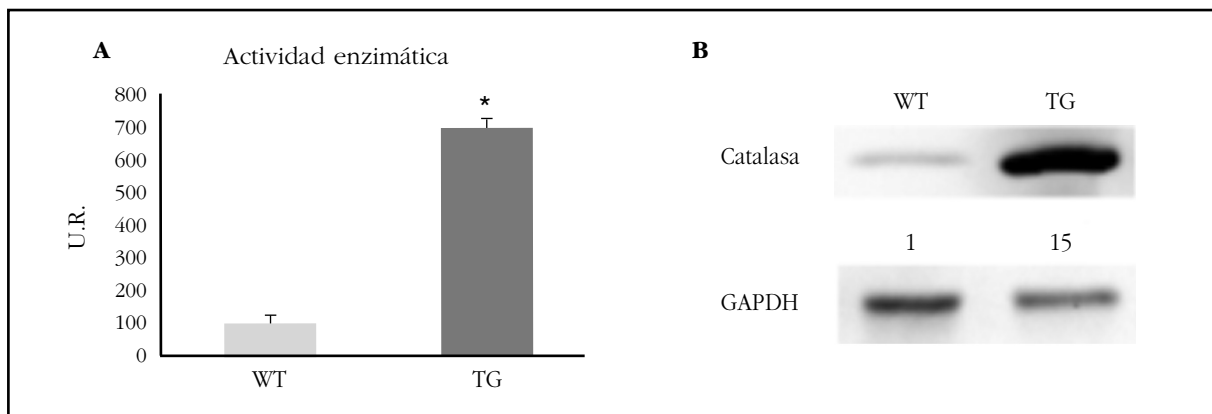 A
Actividad enzimática
U.R.
800
700
600
500
400
300
200
100
0
*
WT
TG
B
WT
TG
Catalasa
1
15
GAPDH